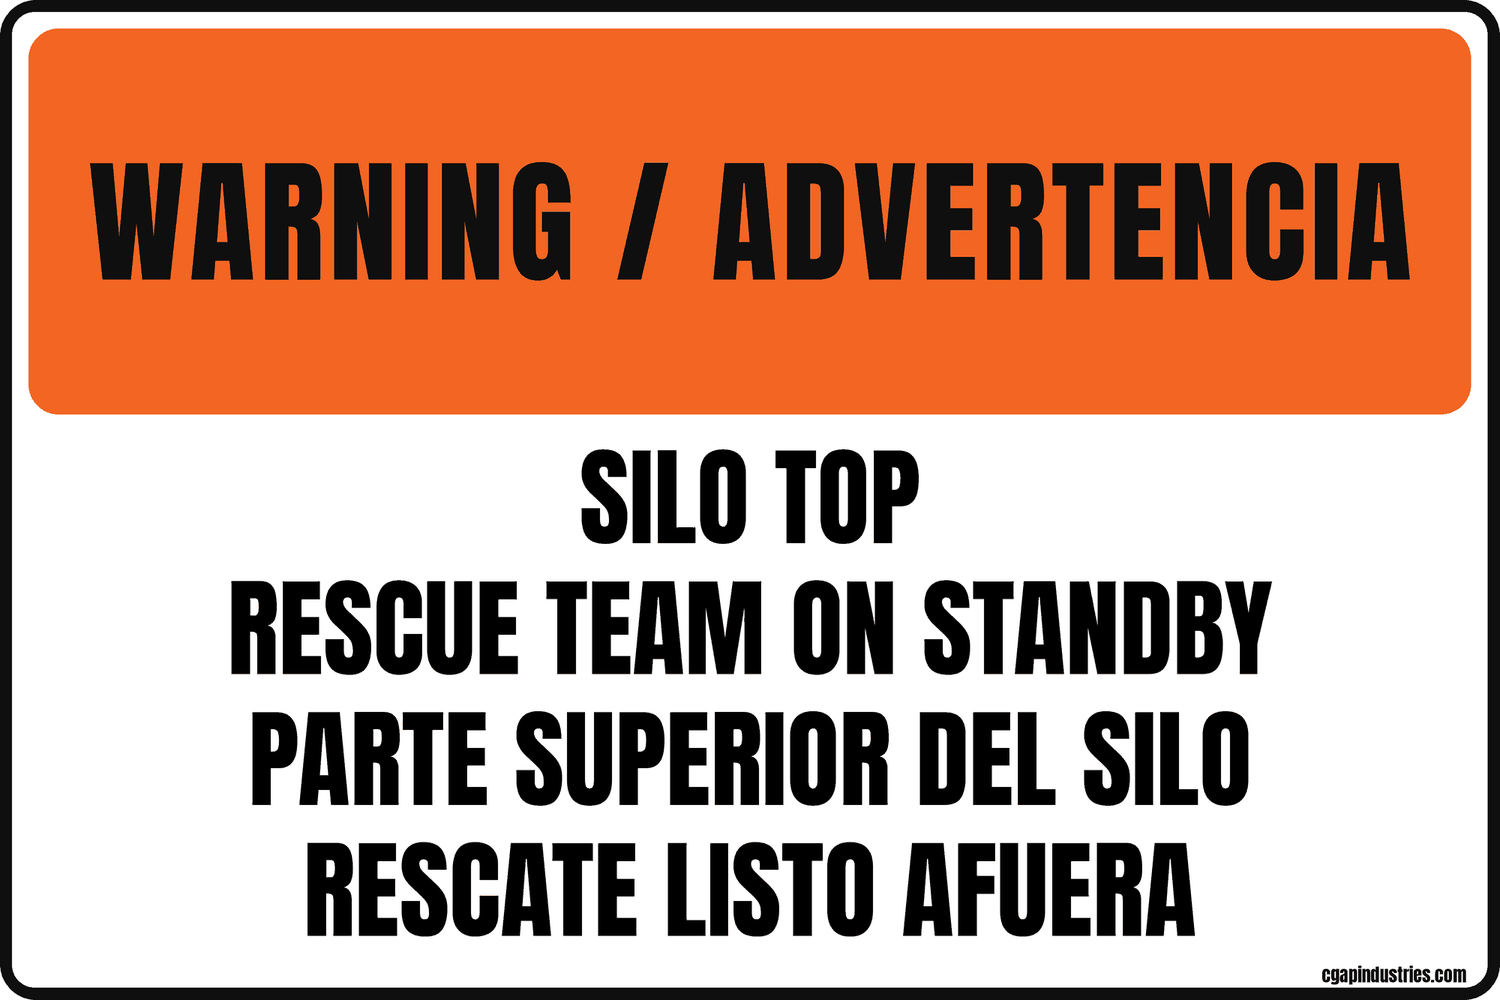 WARNING / ADVERTENCIA
SILO TOP
RESCUE TEAM ON STANDBY
PARTE SUPERIOR DEL SILO
RESCATE LISTO AFUERA
cgapindustries.com